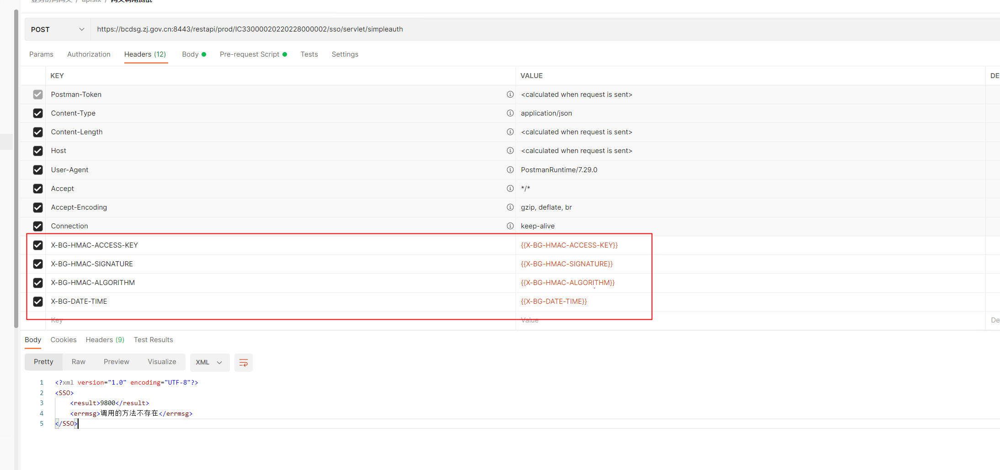 POST https://bcdsg.zj.gov.cn:8443/restapi/prod/IC33000020220228000002/sso/servlet/simpleauth
Params Authorization Headers (12) Body Pre-request Script Tests Settings
KEY VALUE DE
Postman-Token <calculated when request is sent>
Content-Type application/json
Content-Length <calculated when request is sent>
Host <calculated when request is sent>
User-Agent PostmanRuntime/7.29.0
Accept */*
Accept-Encoding gzip, deflate, br
Connection keep-alive
X-BG-HMAC-ACCESS-KEY {{X-BG-HMAC-ACCESS-KEY}}
X-BG-HMAC-SIGNATURE {{X-BG-HMAC-SIGNATURE}}
X-BG-HMAC-ALGORITHM {{X-BG-HMAC-ALGORITHM}}
X-BG-DATE-TIME {{X-BG-DATE-TIME}}
Key Value De
Body Cookies Headers (9) Test Results
Pretty Raw Preview Visualize XML
1 <?xml version="1.0" encoding="UTF-8"?>
2 <SSO>
3 <result>9800</result>
4 <errmsg>调用的方法不存在</errmsg>
5 </SSO>